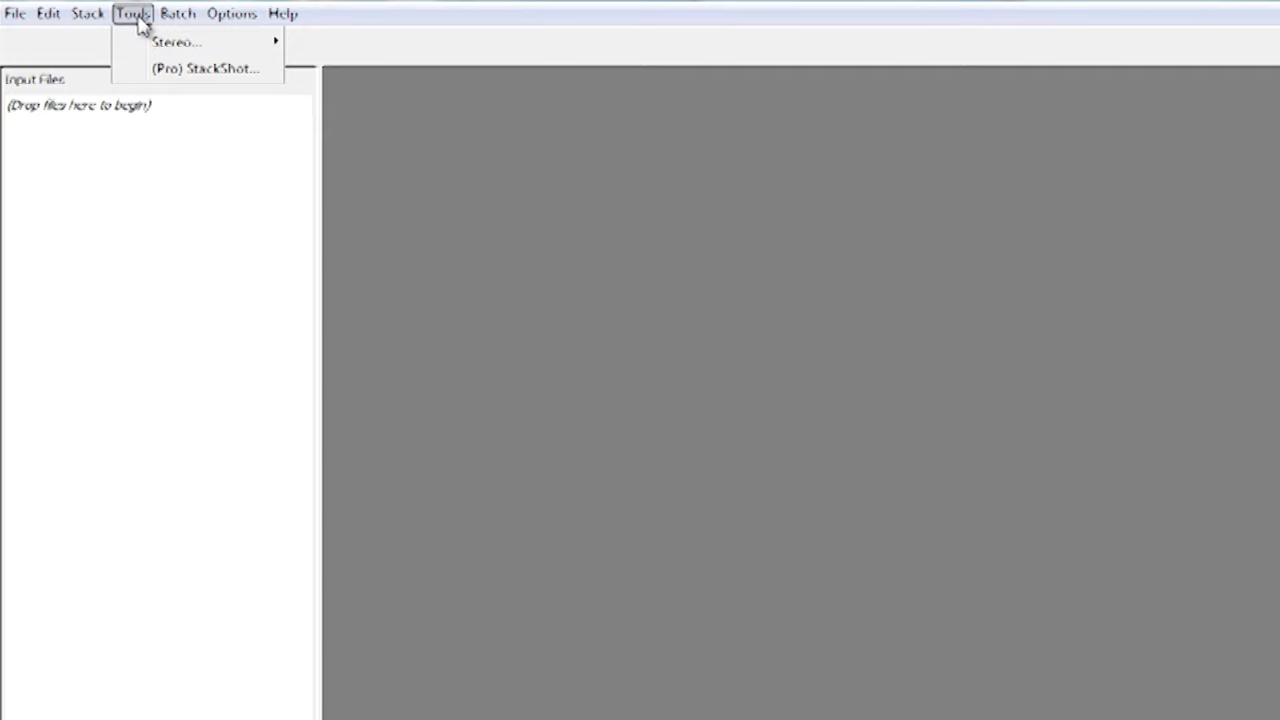 File Edit Stack Tools Batch Options Help
Stereo...
(Pro) StackShot...
Input Files
(Drop files here to begin)